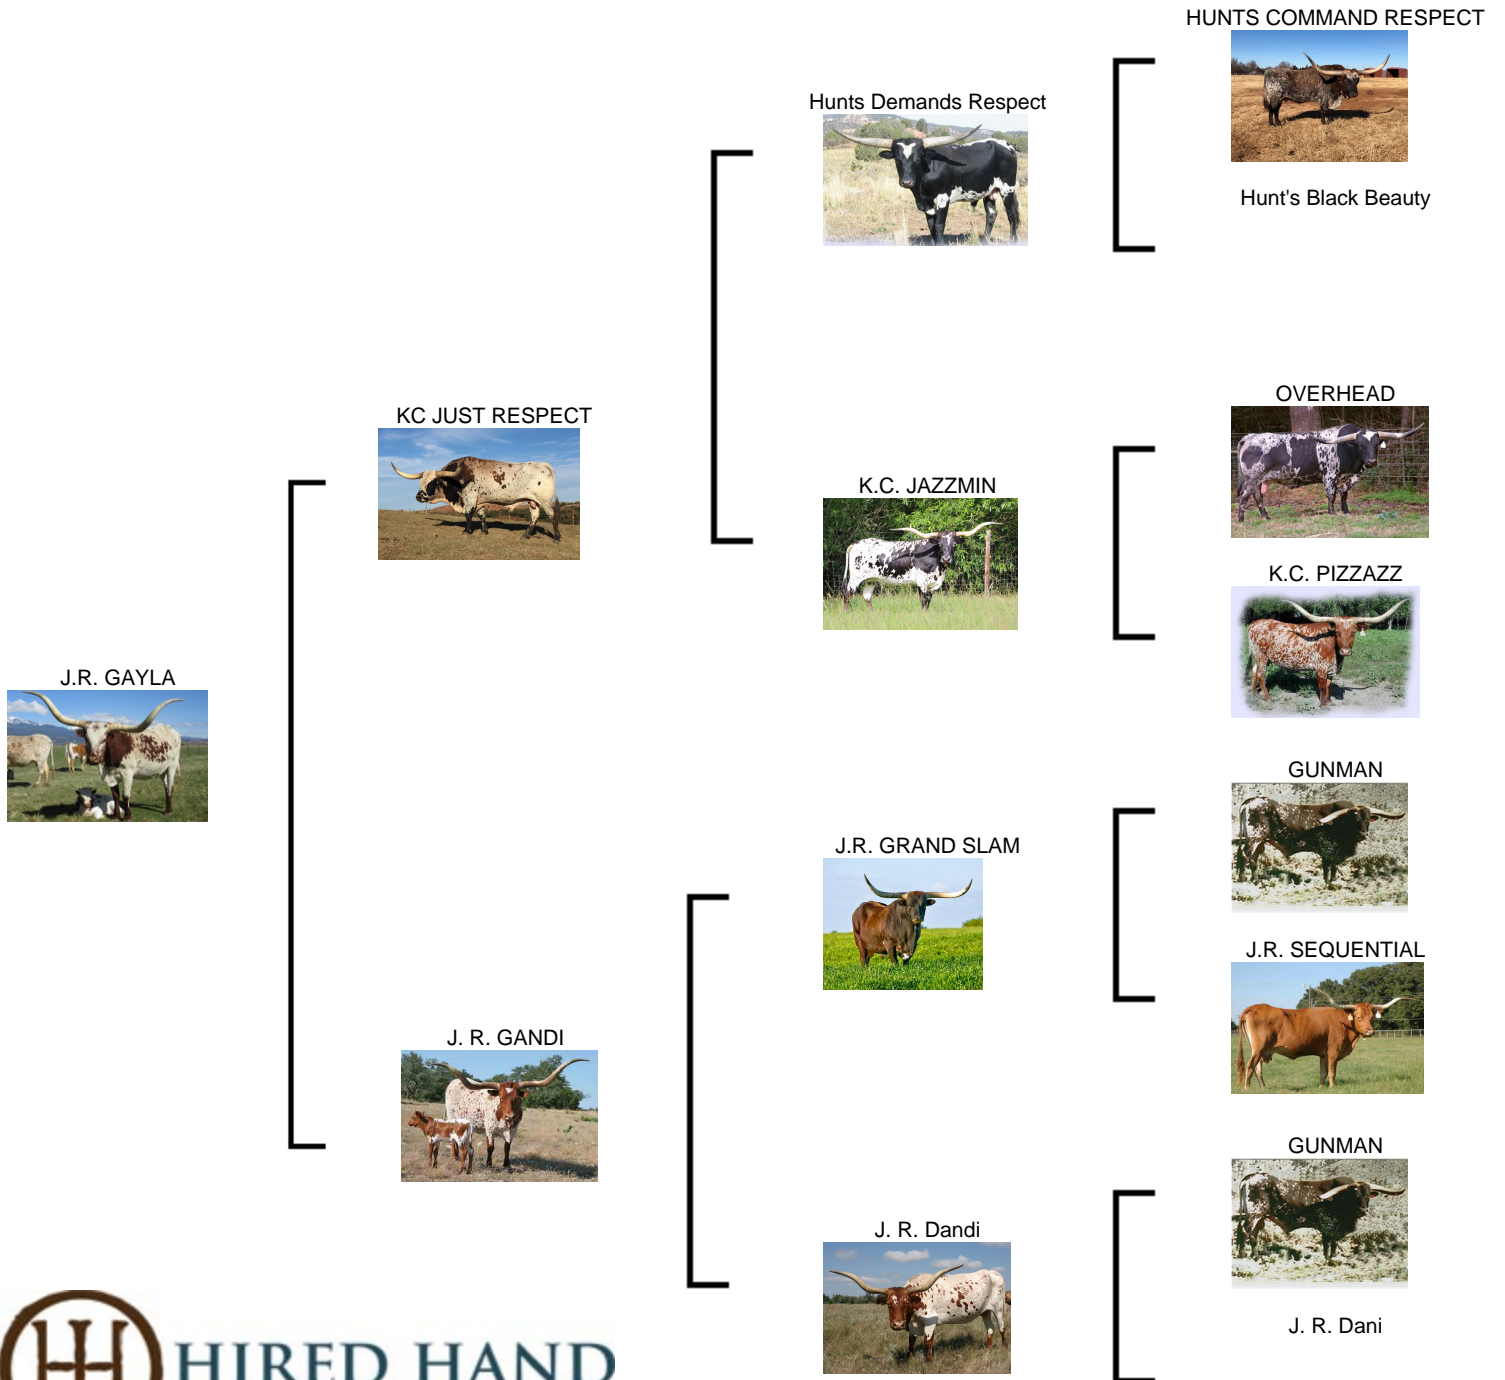 HUNTS COMMAND RESPECT
Hunts Demands Respect
Hunt's Black Beauty
KC JUST RESPECT
OVERHEAD
K.C. JAZZMIN
K.C. PIZZAZZ
J.R. GAYLA
GUNMAN
J.R. GRAND SLAM
J.R. SEQUENTIAL
J. R. GANDI
GUNMAN
J. R. Dandi
J. R. Dani
HIRED HAND